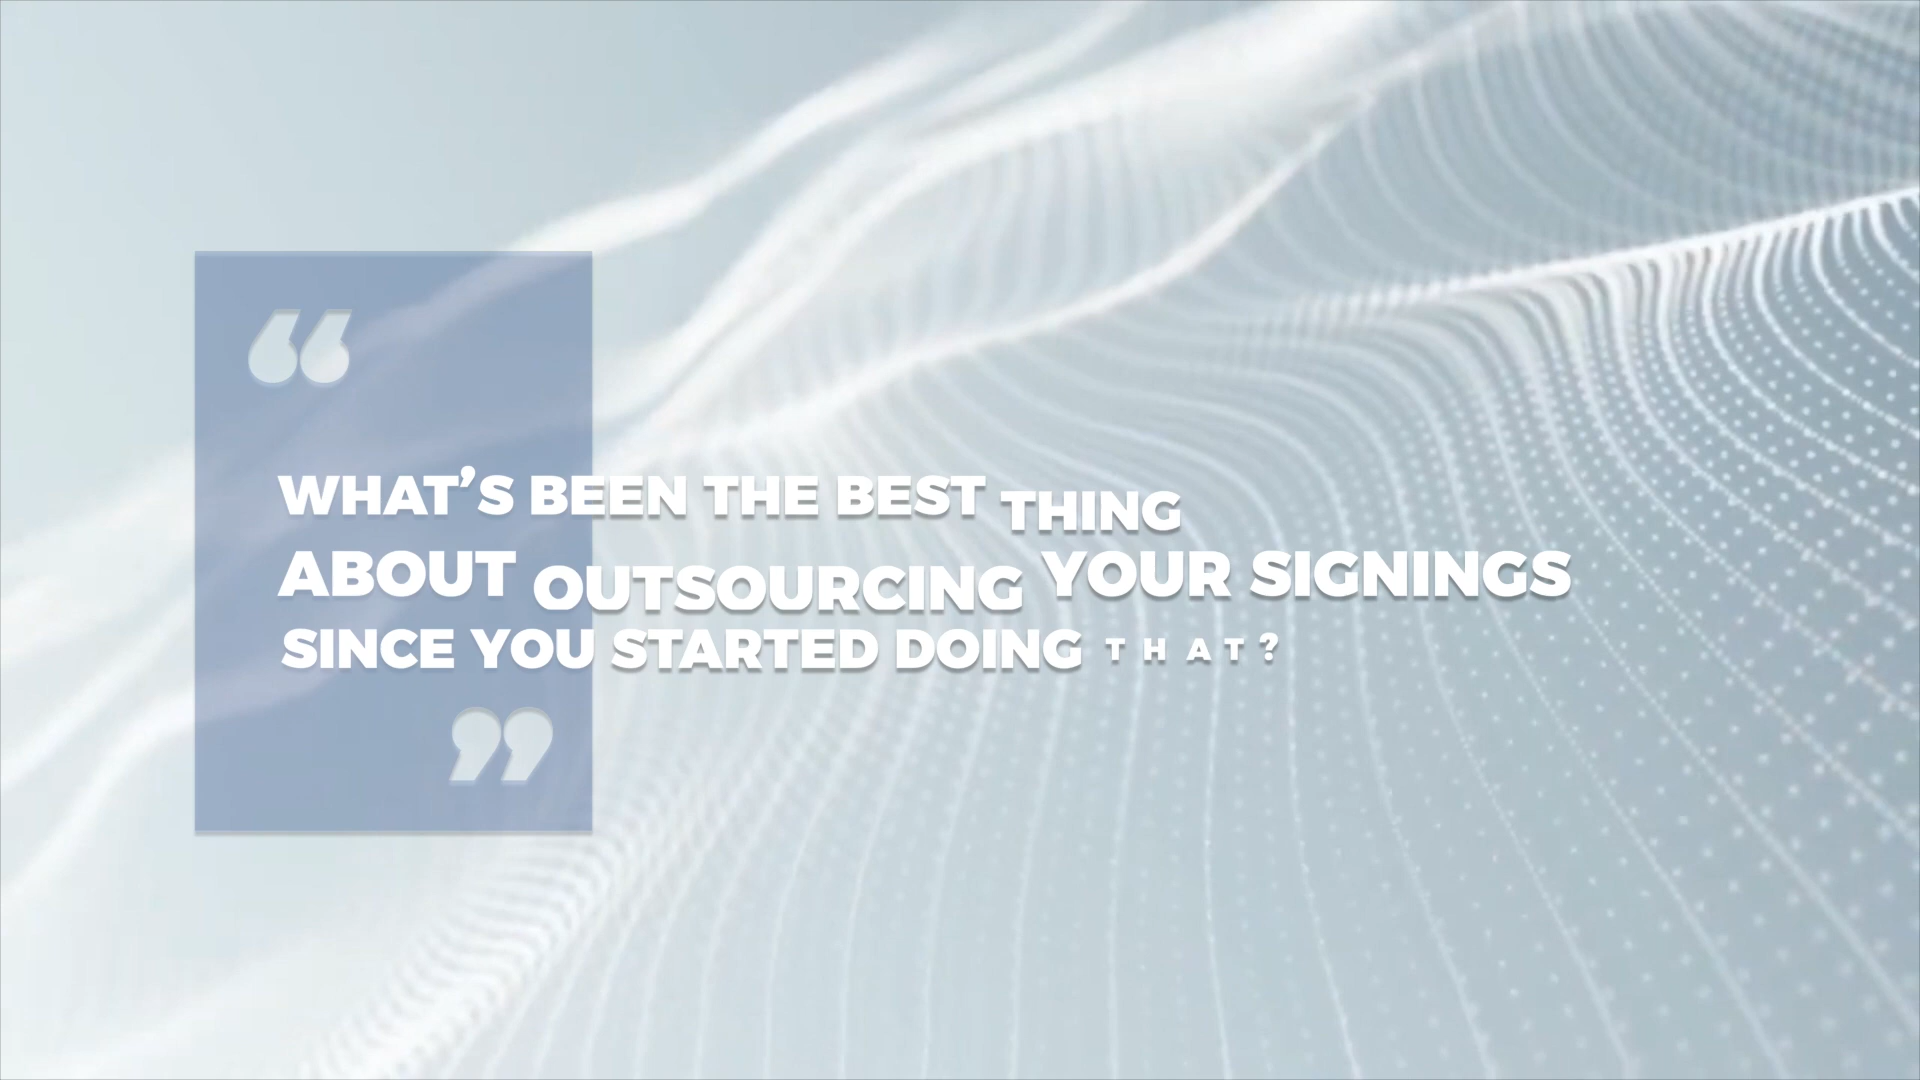 “
WHAT’S BEEN THE BEST THING
ABOUT OUTSOURCING YOUR SIGNINGS
SINCE YOU STARTED DOING THAT?
”